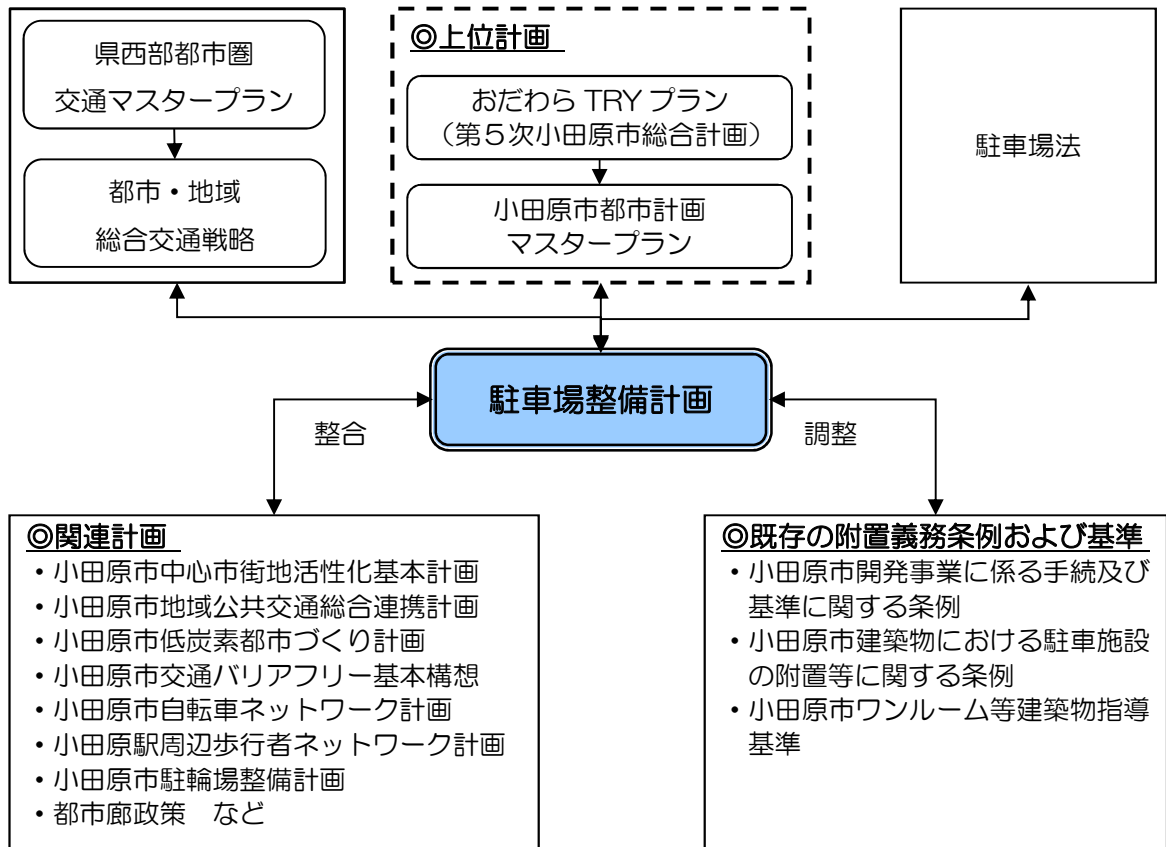 県西部都市圏
交通マスタープラン
都市・地域
総合交通戦略
◎上位計画
おだわら TRY プラン
（第５次小田原市総合計画）
小田原市都市計画
マスタープラン
駐車場法
駐車場整備計画
整合
調整
◎関連計画
・小田原市中心市街地活性化基本計画
・小田原市地域公共交通総合連携計画
・小田原市低炭素都市づくり計画
・小田原市交通バリアフリー基本構想
・小田原市自転車ネットワーク計画
・小田原駅周辺歩行者ネットワーク計画
・小田原市駐輪場整備計画
・都市廊政策　など
◎既存の附置義務条例および基準
・小田原市開発事業に係る手続及び
基準に関する条例
・小田原市建築物における駐車施設
の附置等に関する条例
・小田原市ワンルーム等建築物指導
基準